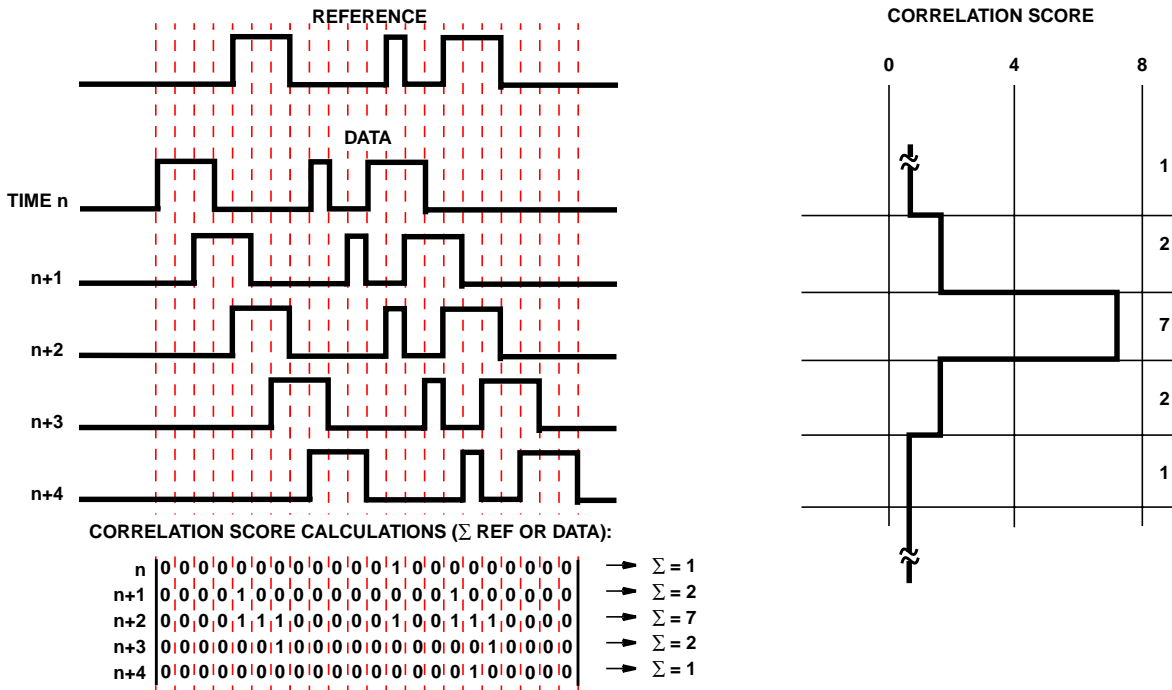 REFERENCE
DATA
TIME n
n+1
n+2
n+3
n+4
CORRELATION SCORE CALCULATIONS (Σ REF OR DATA):
n 0 0 0 0 0 0 0 0 0 0 0 0 1 0 0 0 0 0 0 0 0 0 → Σ = 1
n+1 0 0 0 0 1 0 0 0 0 0 0 0 0 0 0 1 0 0 0 0 0 0 → Σ = 2
n+2 0 0 0 0 1 1 1 0 0 0 0 0 1 0 0 1 1 1 0 0 0 0 → Σ = 7
n+3 0 0 0 0 0 0 1 0 0 0 0 0 0 0 0 0 0 1 0 0 0 0 → Σ = 2
n+4 0 0 0 0 0 0 0 0 0 0 0 0 0 0 0 0 1 0 0 0 0 0 → Σ = 1
CORRELATION SCORE
0 4 8
1
2
7
2
1